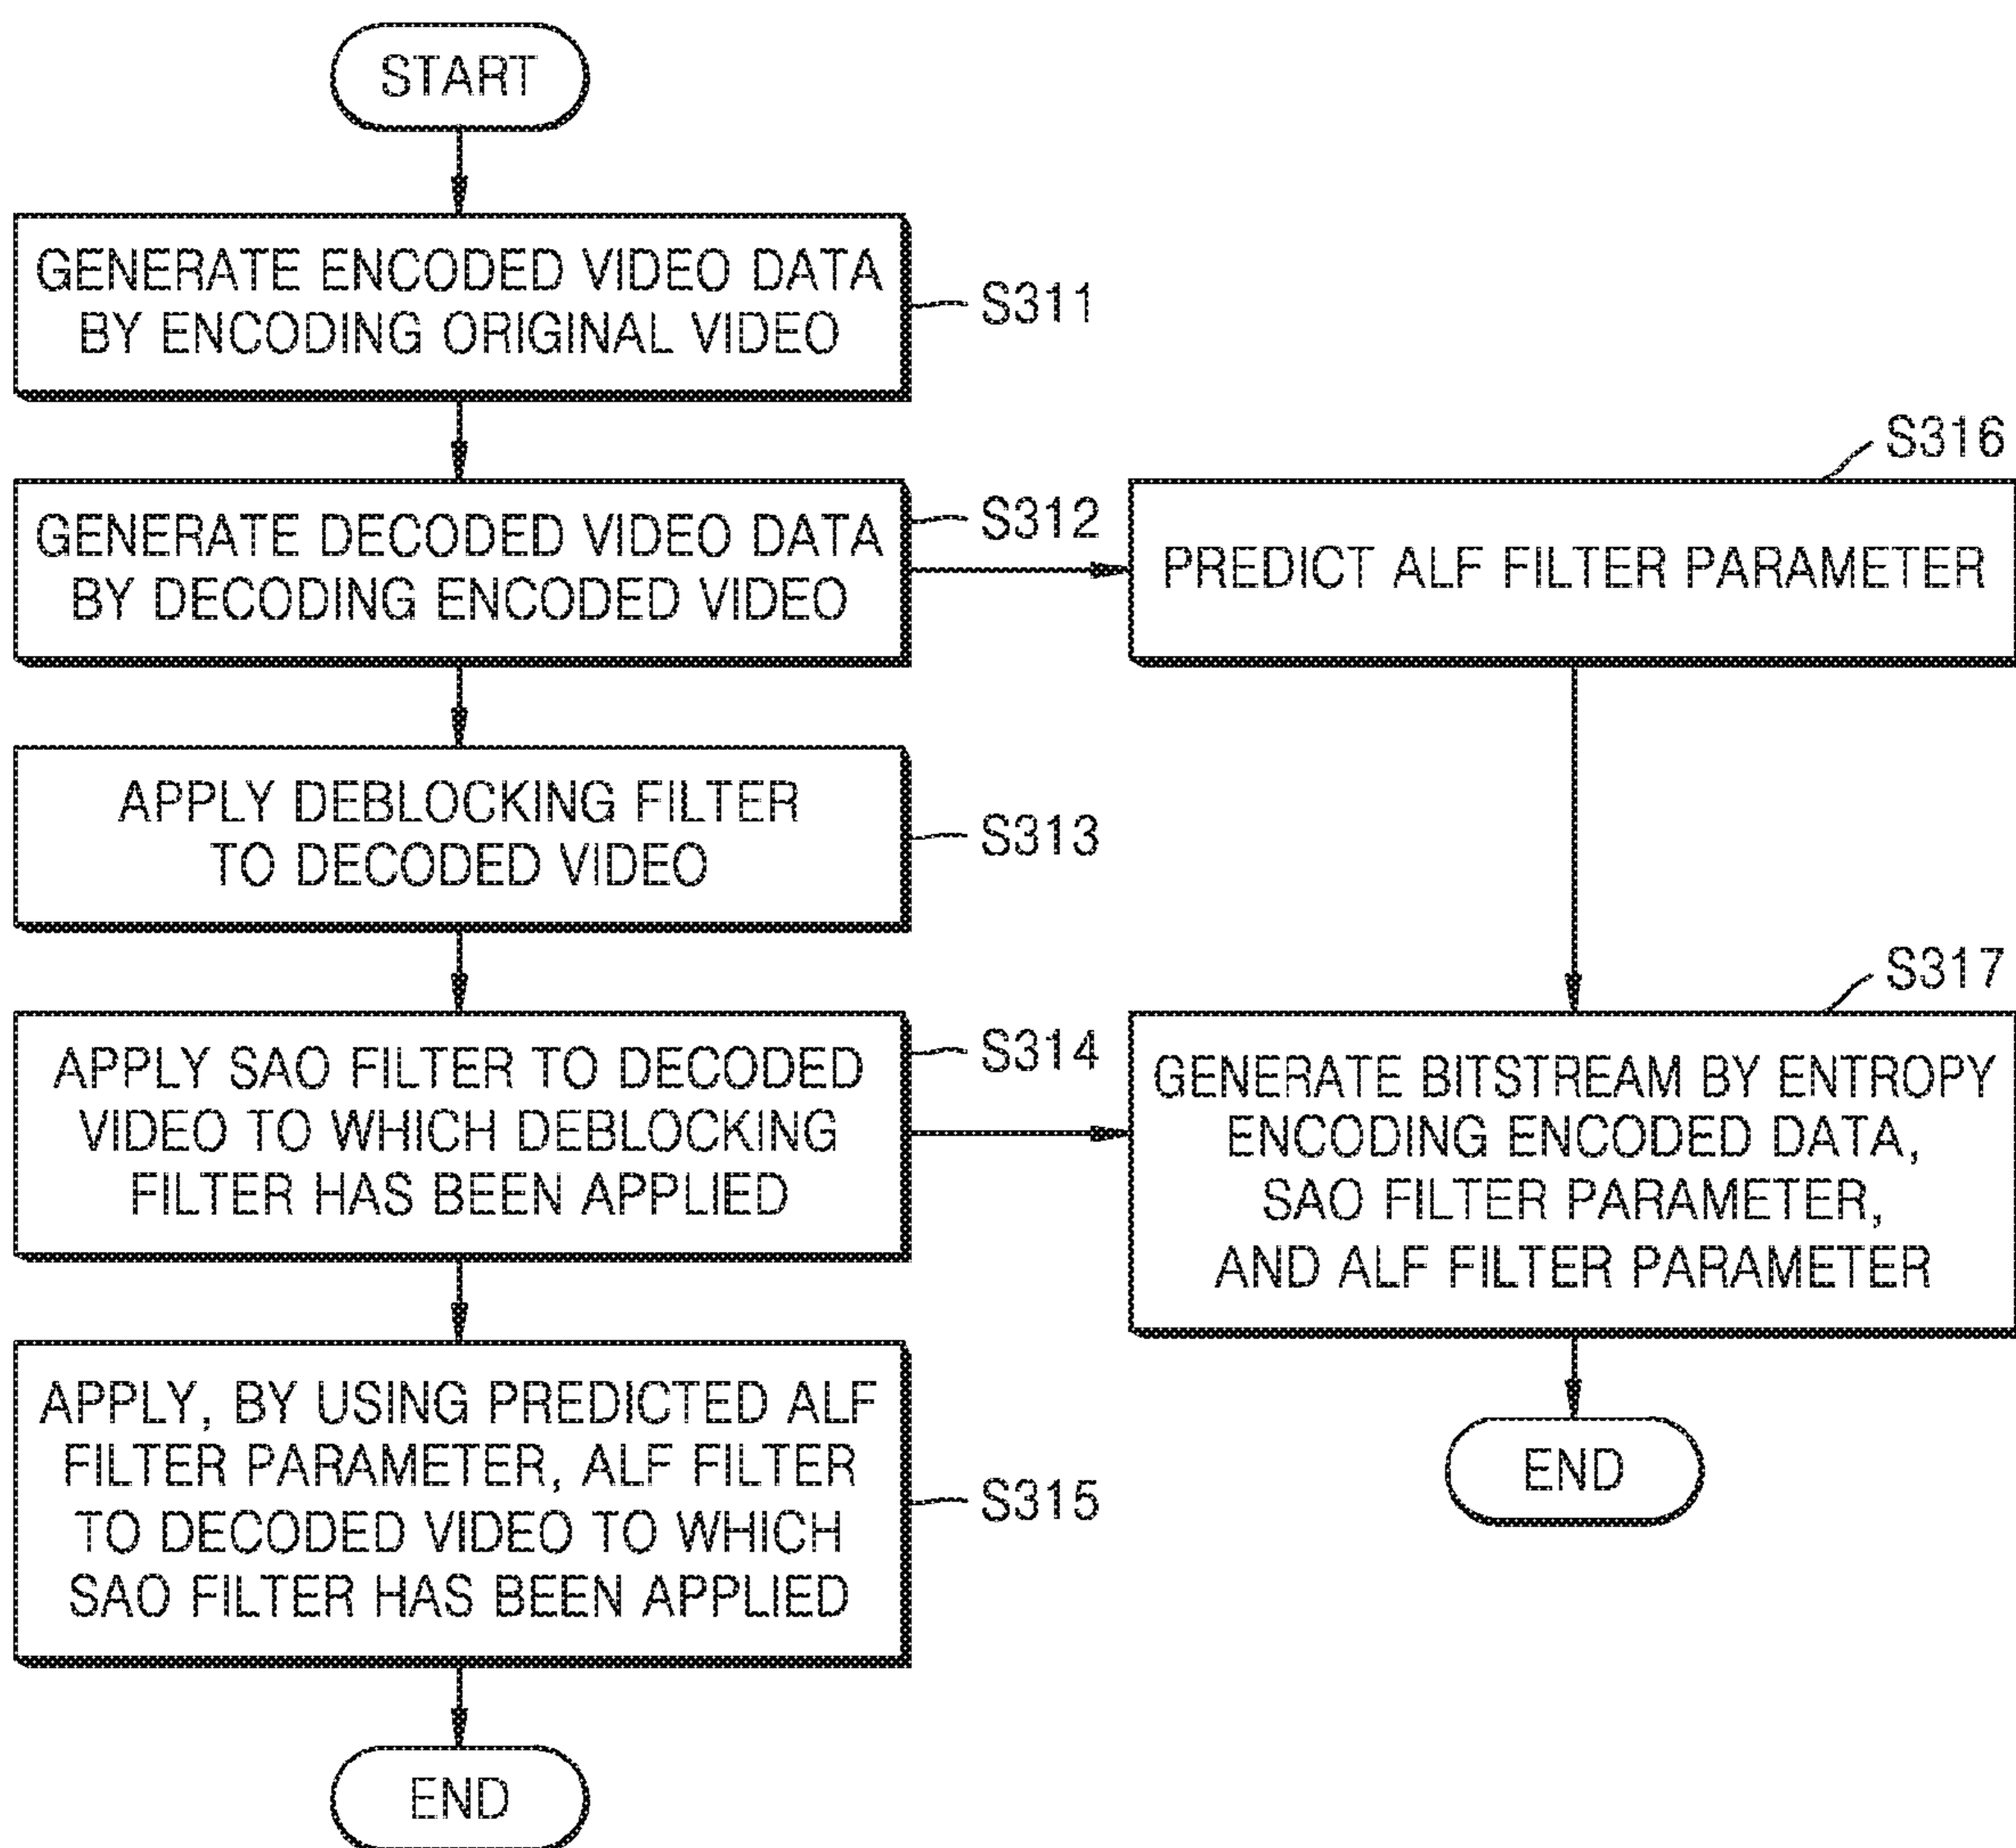 START
GENERATE ENCODED VIDEO DATA
BY ENCODING ORIGINAL VIDEO
S311
GENERATE DECODED VIDEO DATA
BY DECODING ENCODED VIDEO
S312
APPLY DEBLOCKING FILTER
TO DECODED VIDEO
S313
APPLY SAO FILTER TO DECODED
VIDEO TO WHICH DEBLOCKING
FILTER HAS BEEN APPLIED
S314
APPLY, BY USING PREDICTED ALF
FILTER PARAMETER, ALF FILTER
TO DECODED VIDEO TO WHICH
SAO FILTER HAS BEEN APPLIED
S315
END
S316
PREDICT ALF FILTER PARAMETER
S317
GENERATE BITSTREAM BY ENTROPY
ENCODING ENCODED DATA,
SAO FILTER PARAMETER,
AND ALF FILTER PARAMETER
END